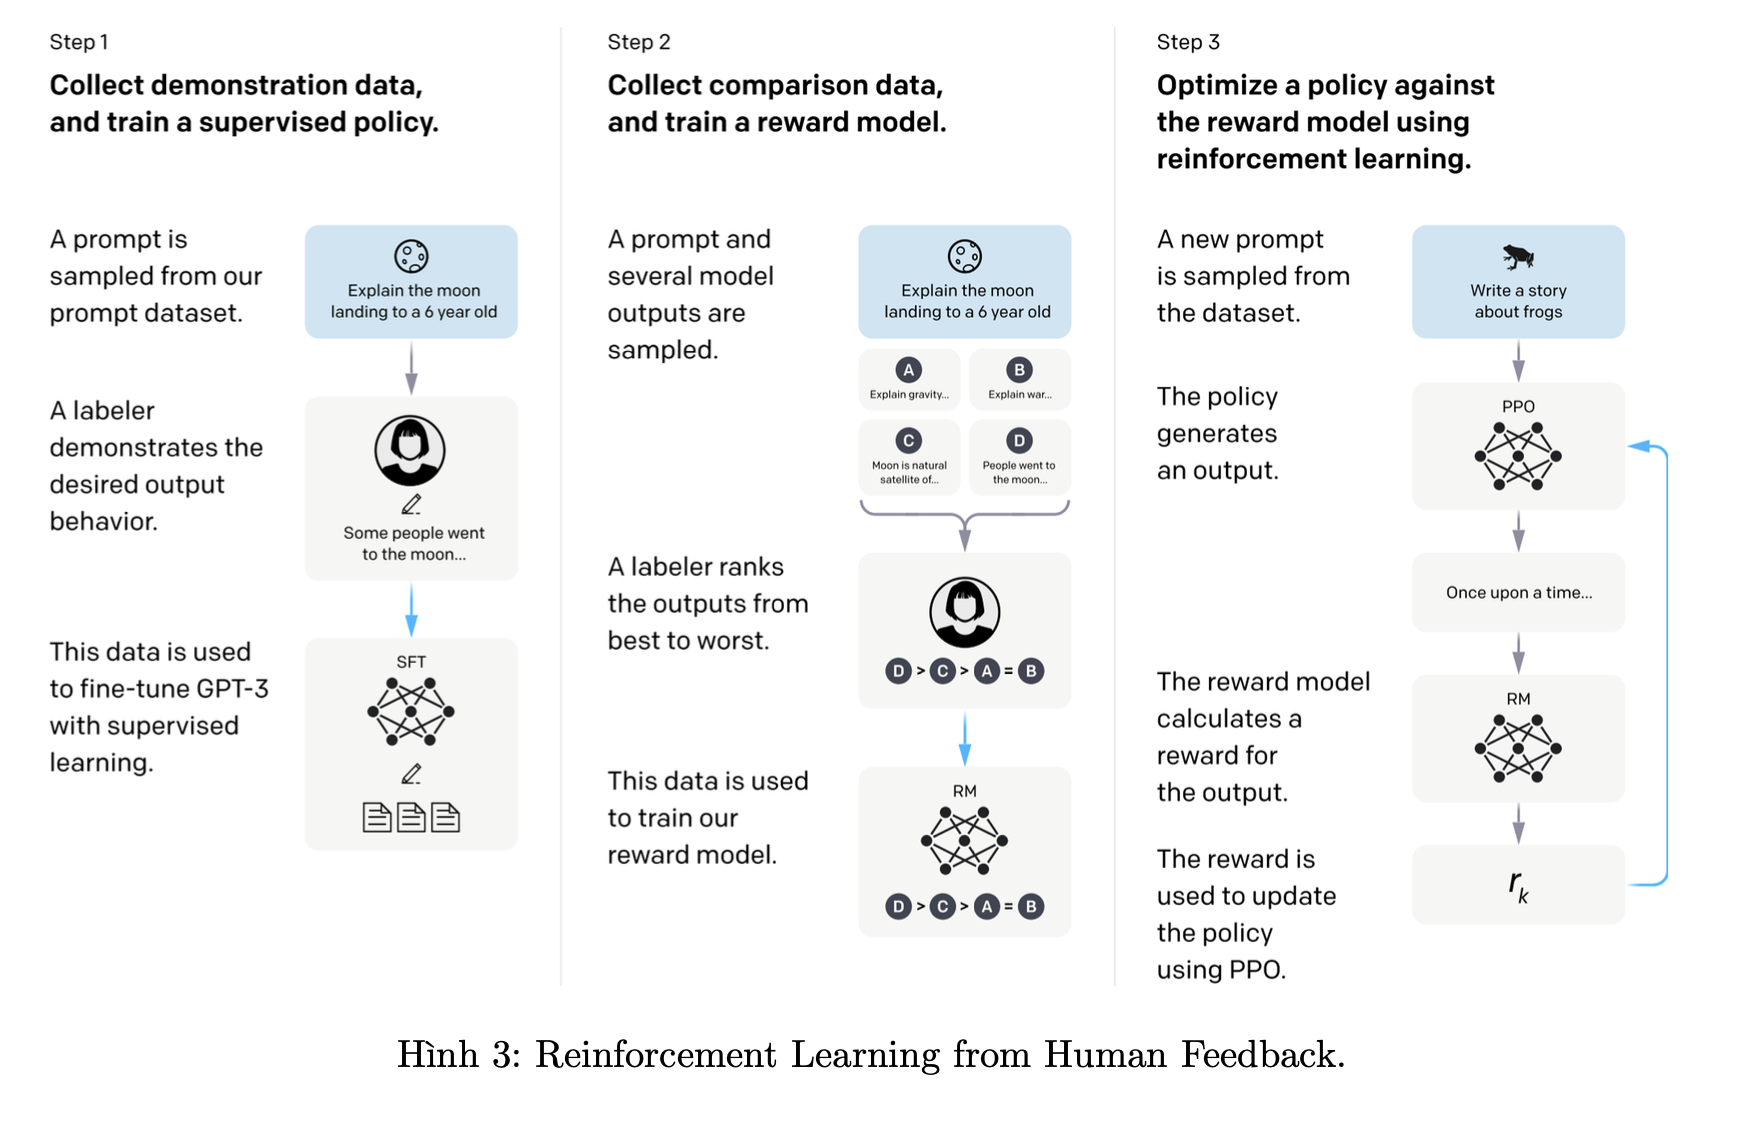 Step 1
Collect demonstration data,
and train a supervised policy.
A prompt is
sampled from our
prompt dataset.
Explain the moon
landing to a 6 year old
A labeler
demonstrates the
desired output
behavior.
Some people went
to the moon...
This data is used
to fine-tune GPT-3
with supervised
learning.
SFT
Step 2
Collect comparison data,
and train a reward model.
A prompt and
several model
outputs are
sampled.
Explain the moon
landing to a 6 year old
A
Explain gravity...
B
Explain war...
C
Moon is natural
satellite of...
D
People went to
the moon...
A labeler ranks
the outputs from
best to worst.
D > C > A = B
This data is used
to train our
reward model.
RM
D > C > A = B
Step 3
Optimize a policy against
the reward model using
reinforcement learning.
A new prompt
is sampled from
the dataset.
Write a story
about frogs
The policy
generates
an output.
PPO
Once upon a time...
The reward model
calculates a
reward for
the output.
RM
The reward is
used to update
the policy
using PPO.
rk
Hình 3: Reinforcement Learning from Human Feedback.